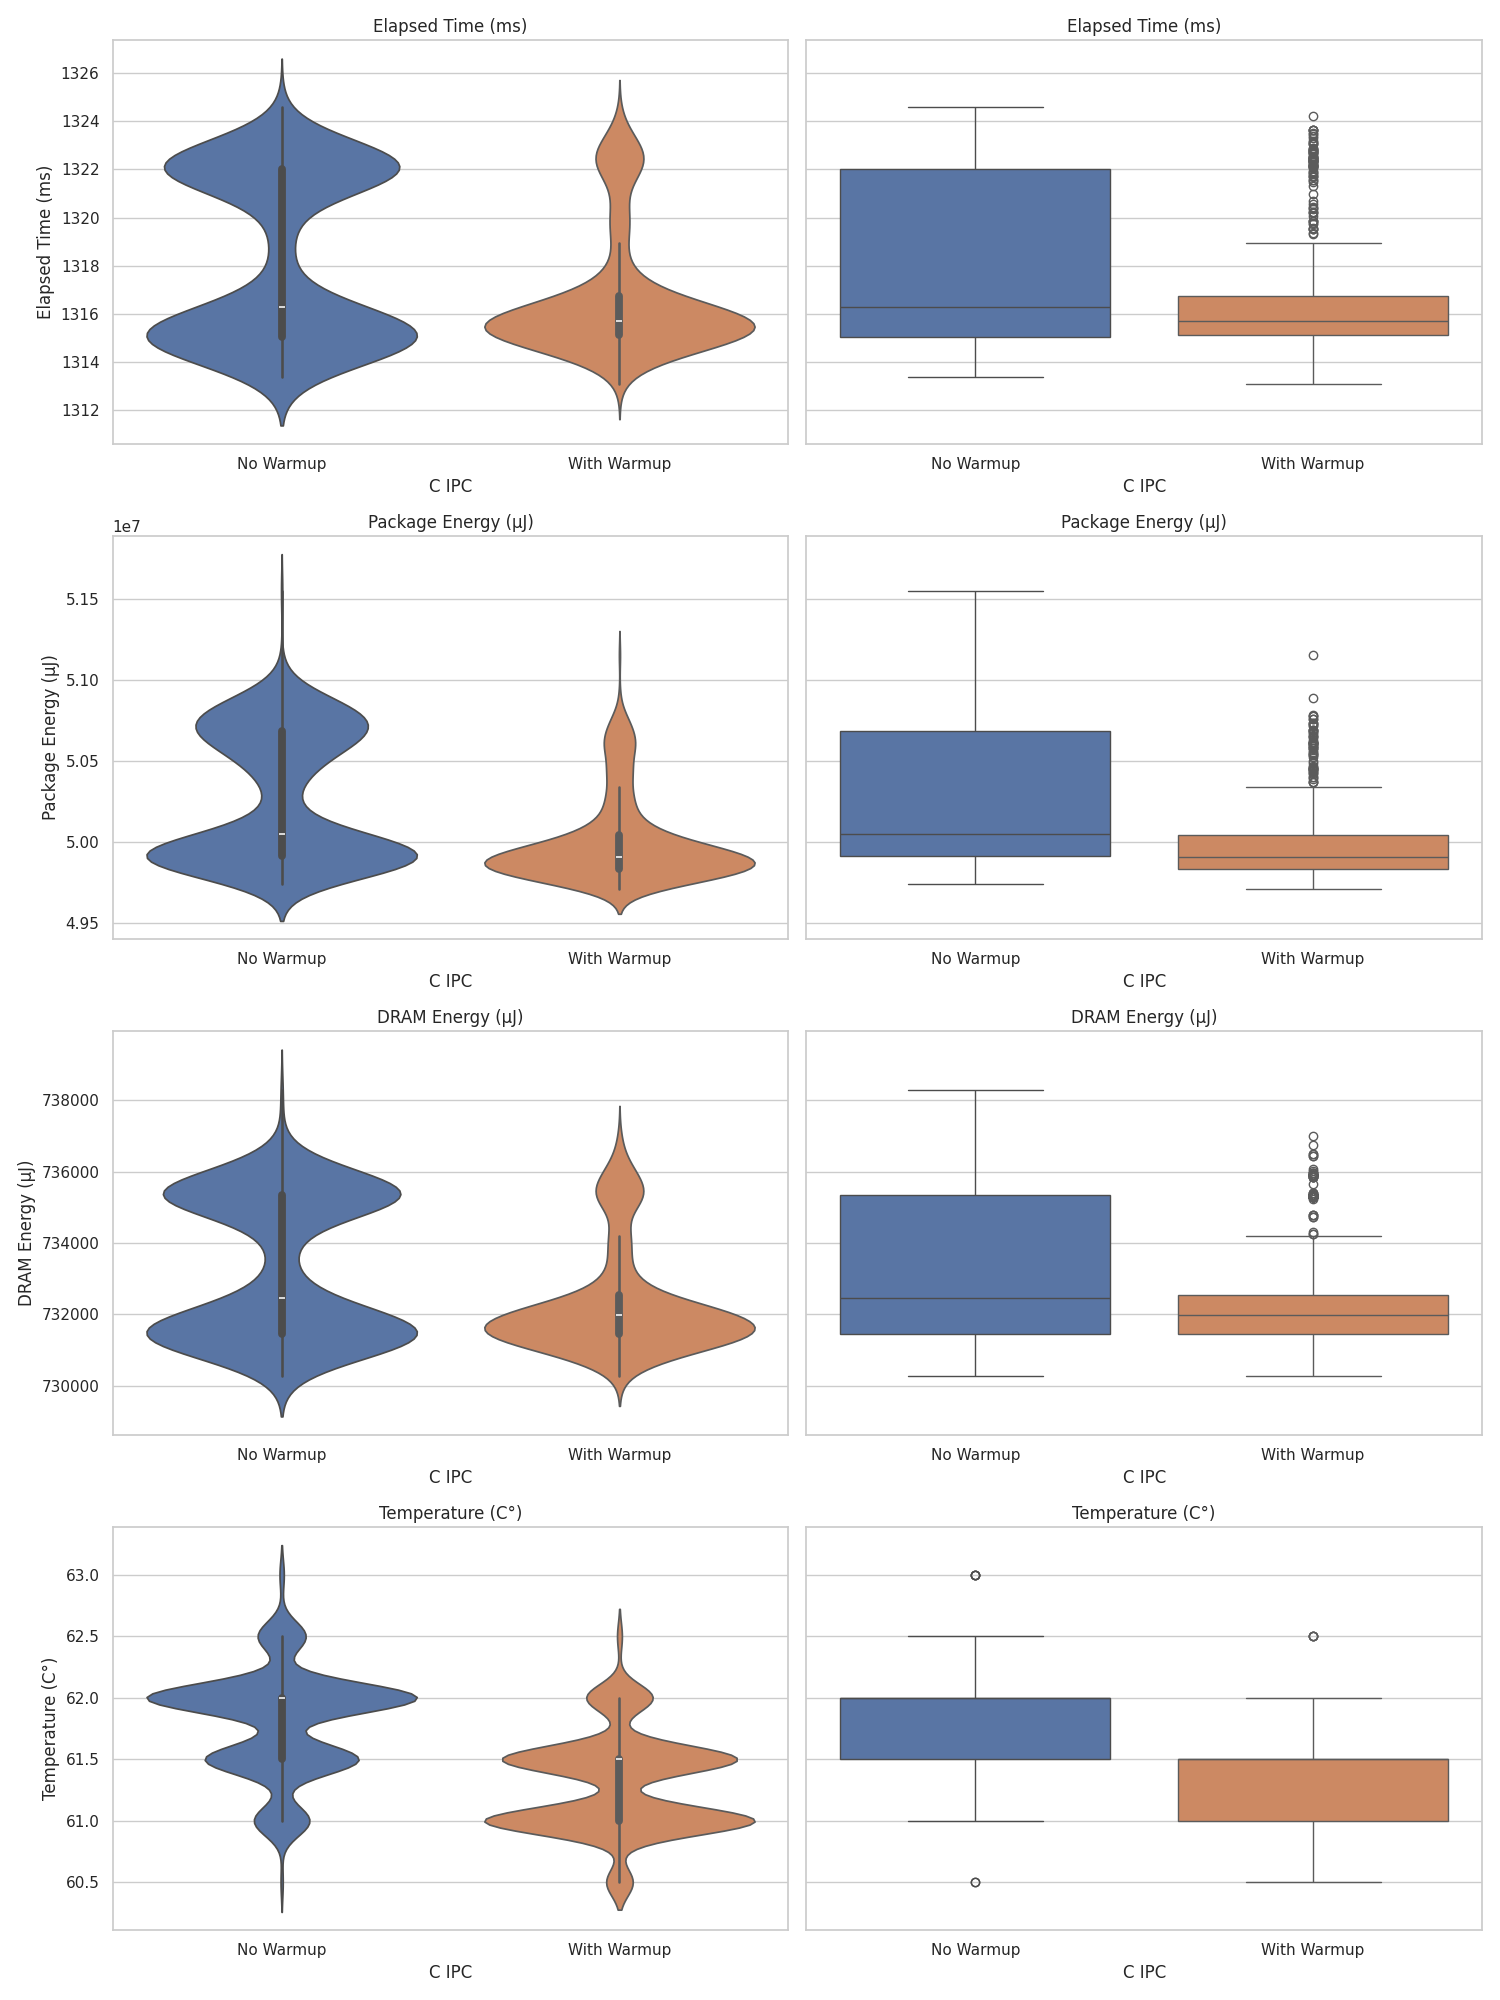 Elapsed Time (ms)
Elapsed Time (ms)
Elapsed Time (ms)
1326
1324
1322
1320
1318
1316
1314
1312
No Warmup
With Warmup
No Warmup
With Warmup
C IPC
C IPC
1e7
Package Energy (μJ)
Package Energy (μJ)
Package Energy (μJ)
5.15
5.10
5.05
5.00
4.95
No Warmup
With Warmup
No Warmup
With Warmup
C IPC
C IPC
DRAM Energy (μJ)
DRAM Energy (μJ)
DRAM Energy (μJ)
738000
736000
734000
732000
730000
No Warmup
With Warmup
No Warmup
With Warmup
C IPC
C IPC
Temperature (C°)
Temperature (C°)
Temperature (C°)
63.0
62.5
62.0
61.5
61.0
60.5
No Warmup
With Warmup
No Warmup
With Warmup
C IPC
C IPC